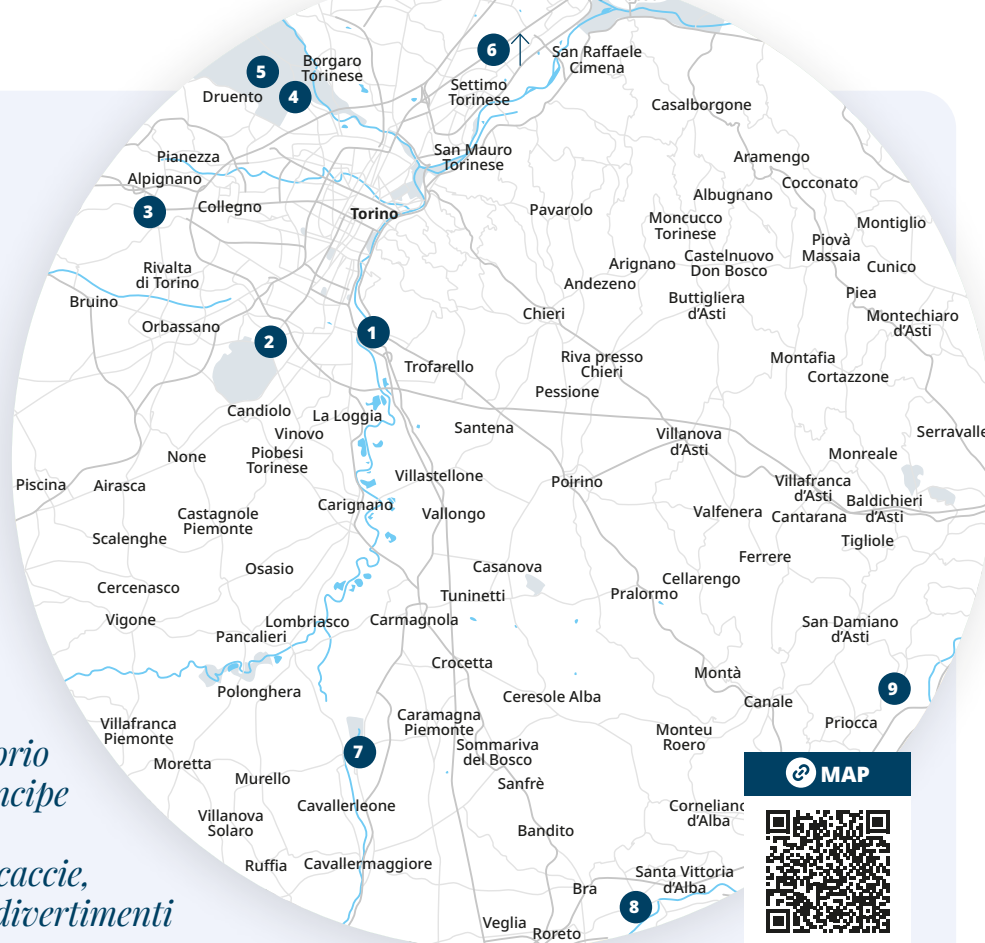 6
San Raffaele
Cimena
5
Borgaro
Torinese
Druento
4
Settimo
Torinese
Casalborgone
San Mauro
Torinese
Pianezza
Alpignano
Aramengo
Cocconato
3
Collegno
Torino
Pavarolo
Albugnano
Moncucco
Torinese
Montiglio
Piovà
Massaia
Castelnuovo
Don Bosco
Arignano
Cunico
Rivalta
di Torino
Andezeno
Bruino
Buttigliera
d'Asti
Piea
Montechiaro
d'Asti
Chieri
Orbassano
2
1
Trofarello
Riva presso
Chieri
Pessione
Montafia
Cortazzone
Candiolo
La Loggia
Vinovo
Santena
Villanova
d'Asti
Serravalle
None
Piobesi
Torinese
Monreale
Piscina
Airasca
Villastellone
Poirino
Villafranca
d'Asti
Baldichieri
d'Asti
Carignano
Vallongo
Valfenera
Cantarana
Castagnole
Piemonte
Scalenghe
Tigliole
Ferrere
Osasio
Casanova
Cellarengo
Cercenasco
Tuninetti
Pralormo
Vigone
Lombriasco
Carmagnola
San Damiano
d'Asti
Pancalieri
Crocetta
Montà
Polonghera
Ceresole Alba
9
Canale
Priocca
Villafranca
Piemonte
Caramagna
Piemonte
Monteu
Roero
Sommariva
del Bosco
7
Moretta
Murello
Sanfrè
MAP
Cavallerleone
Villanova
Solaro
Corneliano
d'Alba
Bandito
Ruffia
Cavallermaggiore
Santa Vittoria
d'Alba
Bra
8
Veglia
Roreto
orio
ncipe
caccie,
divertimenti